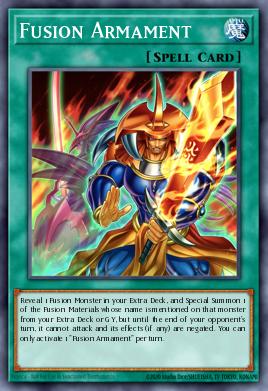 Fusion Armament
魔
[Spell Card]
Reveal 1 Fusion Monster in your Extra Deck, and Special Summon 1
of the Fusion Materials whose name is mentioned on that monster
from your Extra Deck or GY, but until the end of your opponent's
turn, it cannot attack and its effects (if any) are negated. You can
only activate 1 "Fusion Armament" per turn.